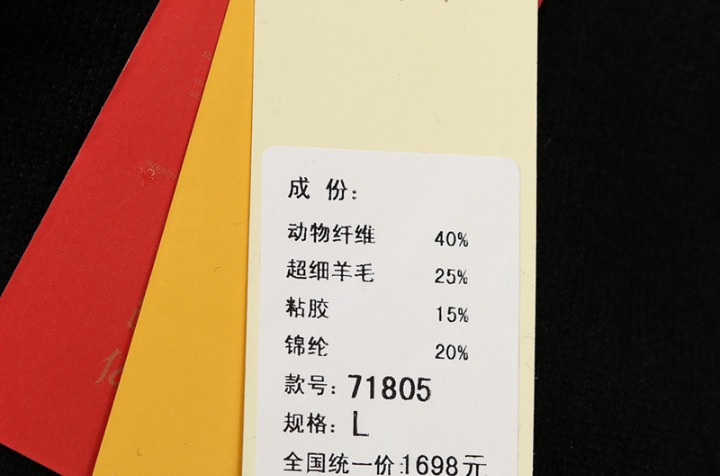 成 份:
动物纤维 40%
超细羊毛 25%
粘胶 15%
锦纶 20%
款号: 71805
规格: L
全国统一价:1698元